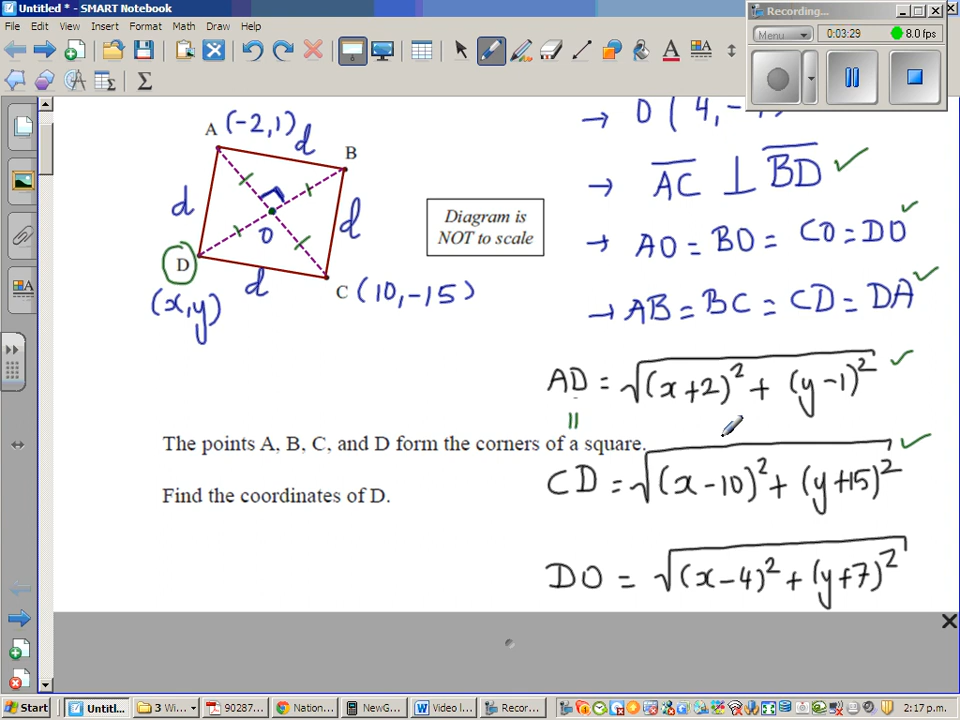 Untitled * - SMART Notebook
File Edit View Insert Format Math Draw Help
Recording...
Menu 00:03:29 8.0 fps
A (-2,1) d B
d d
O
D d
(x,y)
C (10,-15)
Diagram is
NOT to scale
→ O (4,-
→ AC ⊥ BD ✓
→ AO = BO = CO = DO ✓
→ AB = BC = CD = DA ✓
AD = √(x+2)² + (y-1)² ✓
||
The points A, B, C, and D form the corners of a square.
CD = √(x-10)² + (y+15)² ✓
Find the coordinates of D.
DO = √(x-4)² + (y+7)²
Start Untitl... 3 Wi... 90287... Nation... NewG... Video l... Recor... 2:17 p.m.